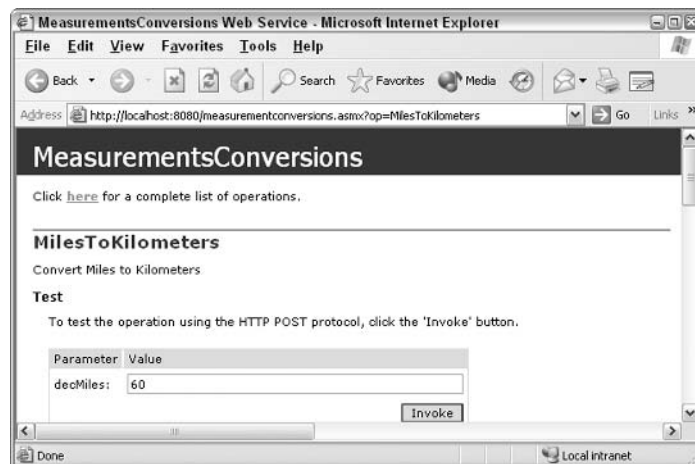 MeasurementsConversions Web Service - Microsoft Internet Explorer
File Edit View Favorites Tools Help
Back Search Favorites Media
Address http://localhost:8080/measurementconversions.asmx?op=MilesToKilometers Go Links »
MeasurementsConversions
Click here for a complete list of operations.
MilesToKilometers
Convert Miles to Kilometers
Test
To test the operation using the HTTP POST protocol, click the 'Invoke' button.
Parameter Value
decMiles: 60
Invoke
Done Local intranet